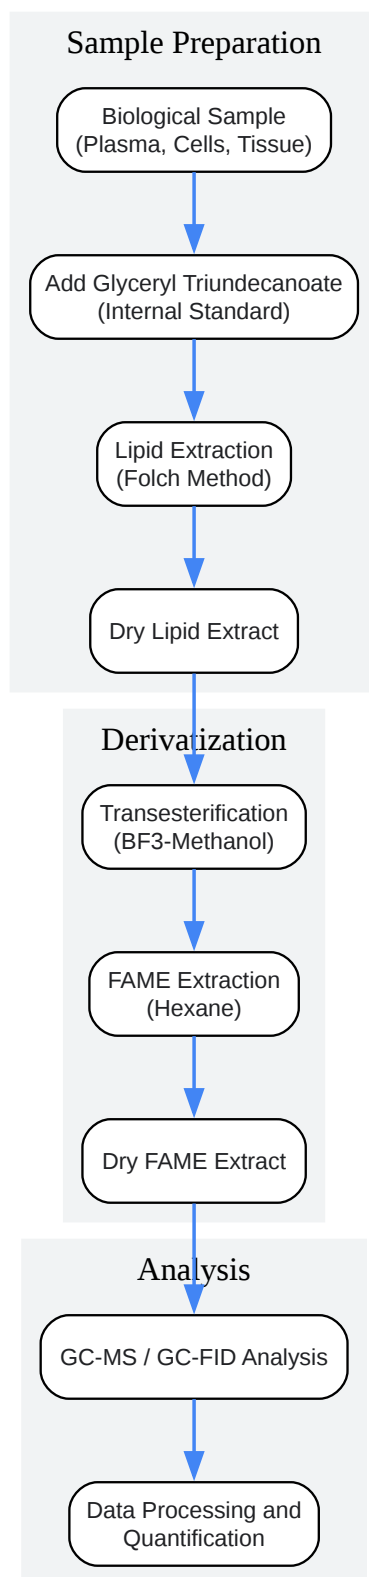 Sample Preparation
Biological Sample
(Plasma, Cells, Tissue)
Add Glyceryl Triundecanoate
(Internal Standard)
Lipid Extraction
(Folch Method)
Dry Lipid Extract
Derivatization
Transesterification
(BF3-Methanol)
FAME Extraction
(Hexane)
Dry FAME Extract
Analysis
GC-MS / GC-FID Analysis
Data Processing and
Quantification